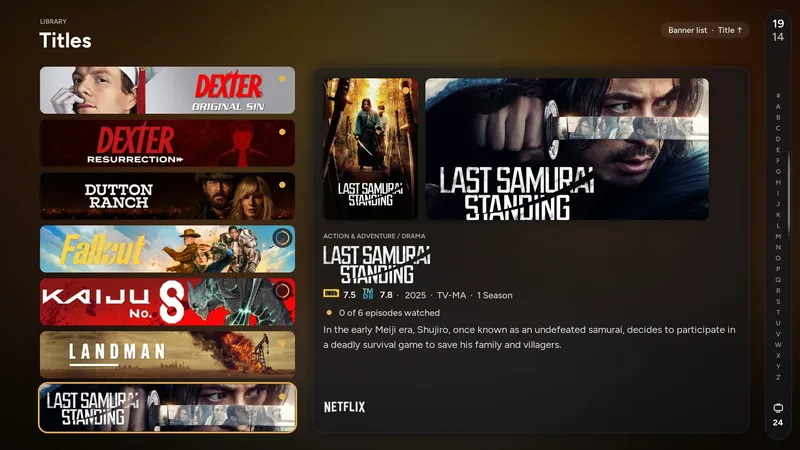 LIBRARY
Titles
Banner list · Title ↑
19
14
DEXTER
ORIGINAL SIN
DEXTER
RESURRECTION
DUTTON
RANCH
Fallout
KAIJU No. 8
LANDMAN
LAST SAMURAI
STANDING
LAST SAMURAI
STANDING
LAST SAMURAI
STANDING
ACTION & ADVENTURE / DRAMA
LAST SAMURAI
STANDING
IMDb 7.5 TMDB 7.8 · 2025 · TV-MA · 1 Season
0 of 6 episodes watched
In the early Meiji era, Shujiro, once known as an undefeated samurai, decides to participate in
a deadly survival game to save his family and villagers.
NETFLIX
#
A
B
C
D
E
F
G
H
I
J
K
L
M
N
O
P
Q
R
S
T
U
V
W
X
Y
Z
24